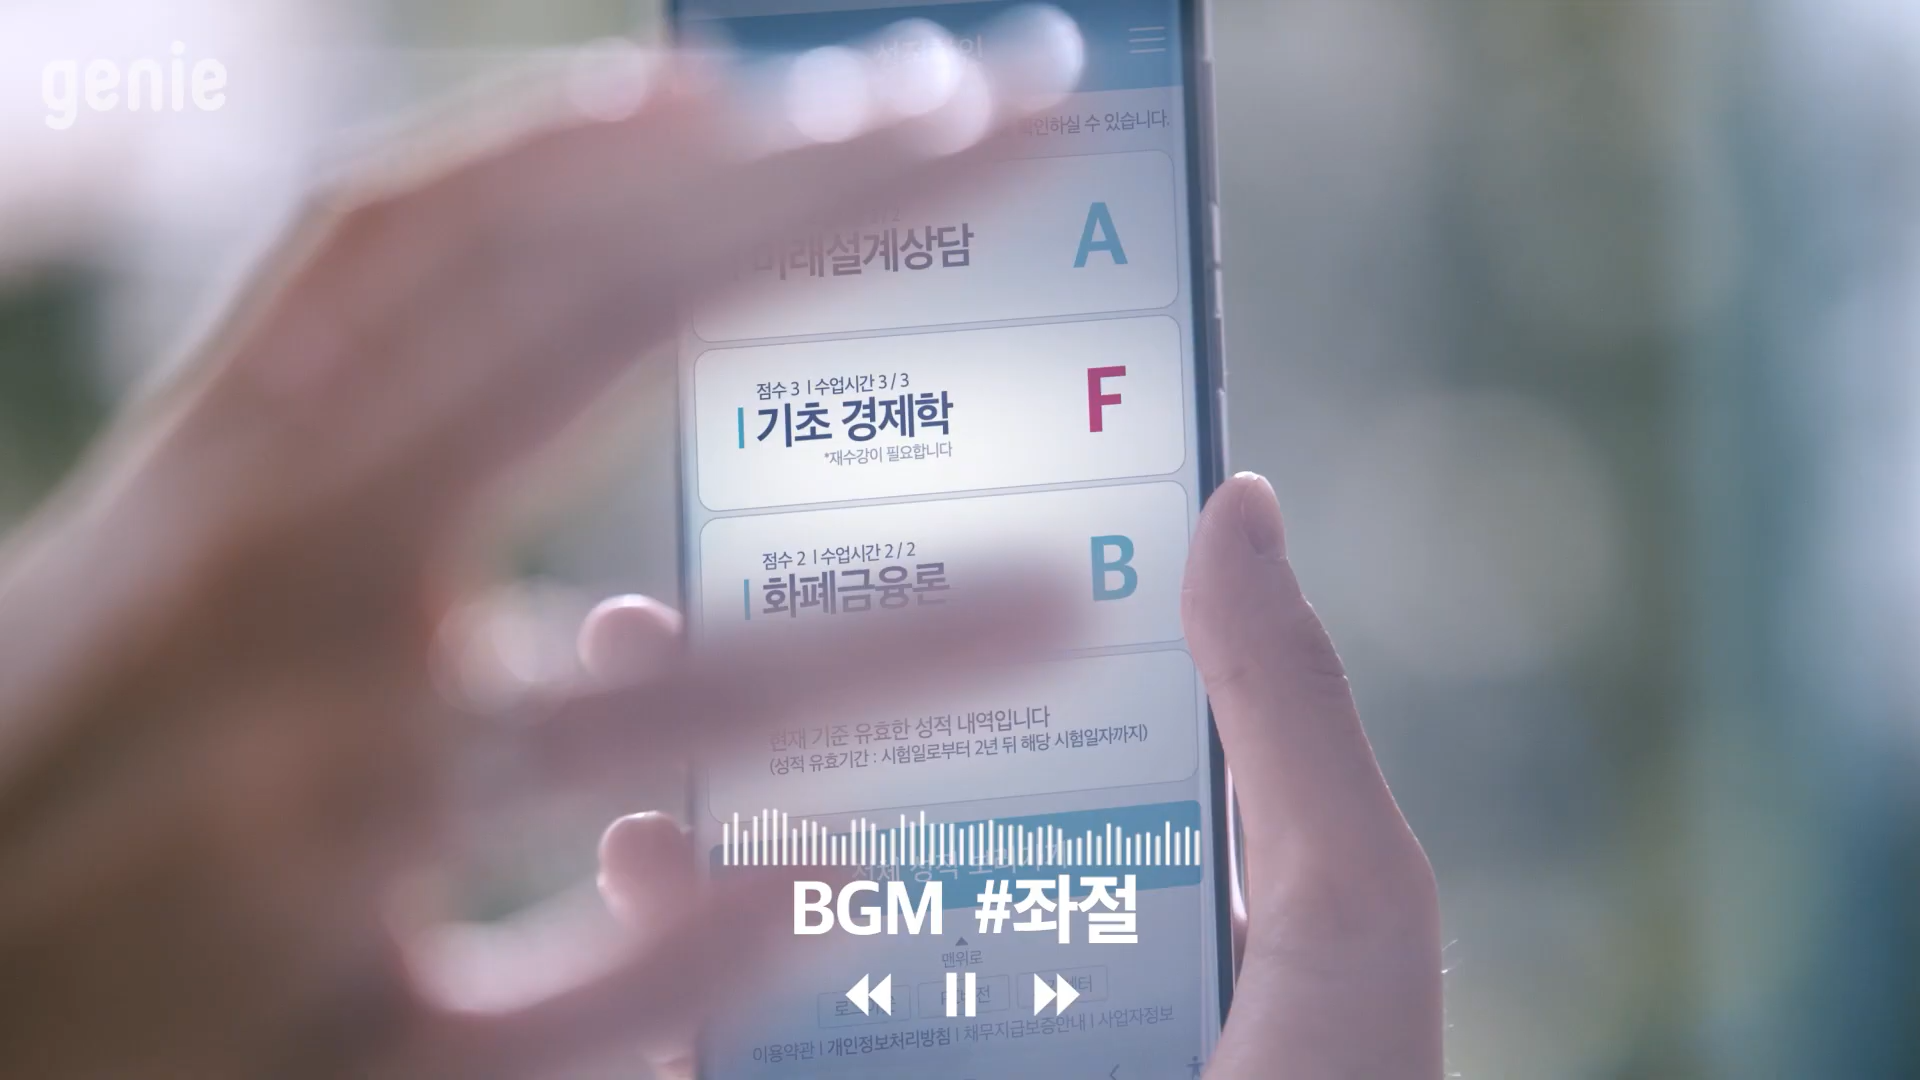 genie
확인하실 수 있습니다.
미래설계상담
A
점수 3 | 수업시간 3 / 3
기초 경제학
F
*재수강이 필요합니다
점수 2 | 수업시간 2 / 2
화폐금융론
B
현재 기준 유효한 성적 내역입니다
(성적 유효기간 : 시험일로부터 2년 뒤 해당 시험일자까지)
BGM #좌절
맨위로
이용약관 | 개인정보처리방침 | 채무지급보증안내 | 사업자정보